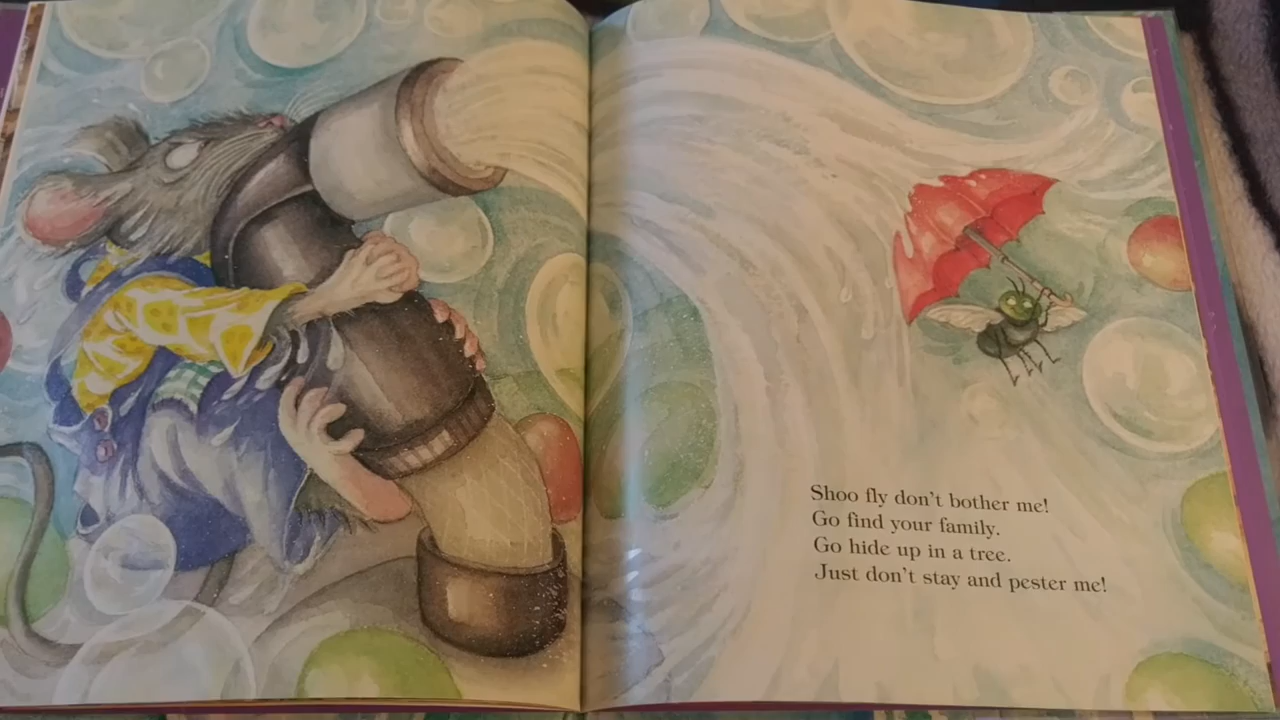 Shoo fly don't bother me!
Go find your family.
Go hide up in a tree.
Just don't stay and pester me!